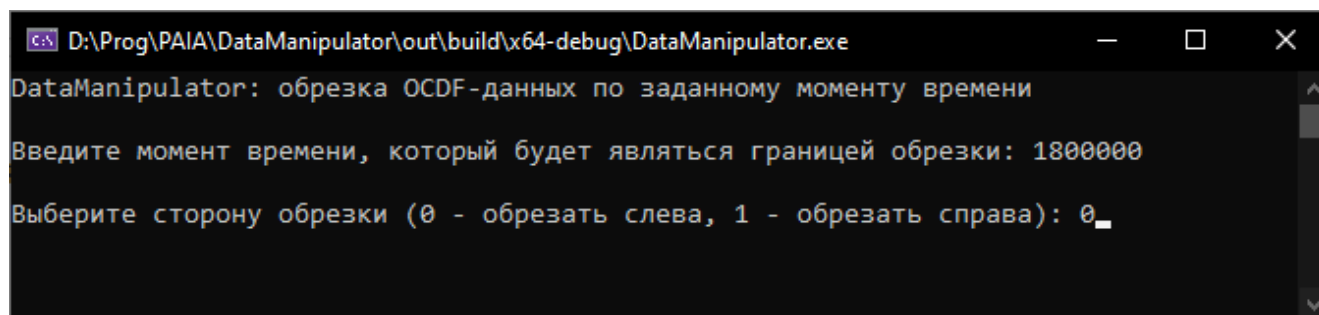 D:\Prog\PAIA\DataManipulator\out\build\x64-debug\DataManipulator.exe
DataManipulator: обрезка OCDF-данных по заданному моменту времени
Введите момент времени, который будет являться границей обрезки: 1800000
Выберите сторону обрезки (0 - обрезать слева, 1 - обрезать справа): 0